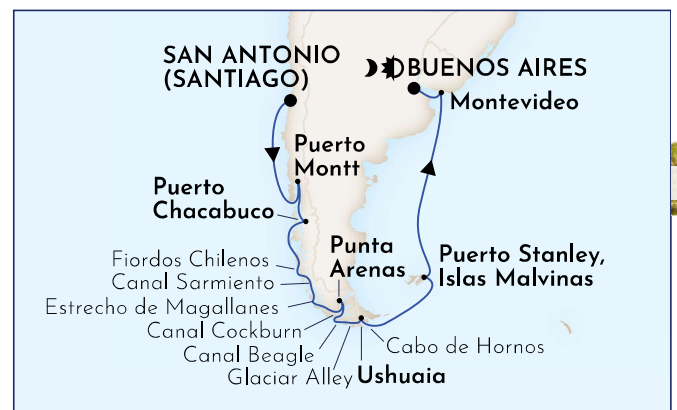 SAN ANTONIO
(SANTIAGO)
BUENOS AIRES
Montevideo
Puerto
Montt
Puerto
Chacabuco
Punta
Arenas
Puerto Stanley,
Islas Malvinas
Fiordos Chilenos
Canal Sarmiento
Estrecho de Magallanes
Canal Cockburn
Canal Beagle
Glaciar Alley
Ushuaia
Cabo de Hornos